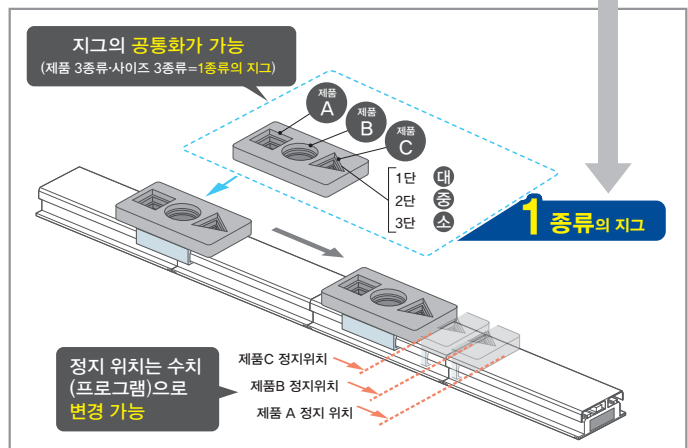 지그의 공통화가 가능
(제품 3종류·사이즈 3종류=1종류의 지그)
제품
A
제품
B
제품
C
1단 대
2단 중
3단 소
1 종류의 지그
정지 위치는 수치
(프로그램)으로
변경 가능
제품C 정지위치
제품B 정지위치
제품 A 정지 위치